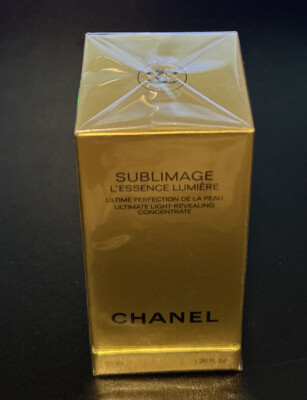 SUBLIMAGE
L'ESSENCE LUMIÈRE
ULTIME PERFECTION DE LA PEAU
ULTIMATE LIGHT-REVEALING
CONCENTRATE
CHANEL